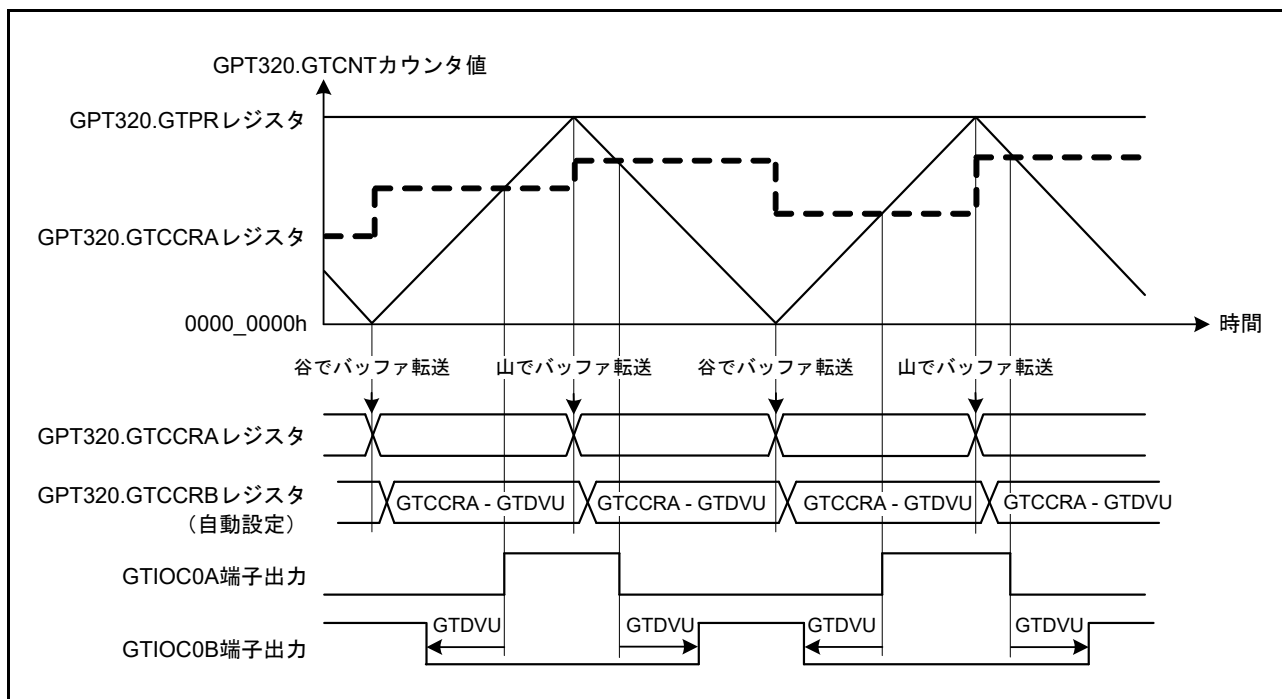 GPT320.GTCNTカウンタ値
GPT320.GTPRレジスタ
GPT320.GTCCRAレジスタ
0000_0000h
時間
谷でバッファ転送 山でバッファ転送 谷でバッファ転送 山でバッファ転送
GPT320.GTCCRAレジスタ
GPT320.GTCCRBレジスタ
(自動設定)
GTCCRA - GTDVU GTCCRA - GTDVU GTCCRA - GTDVU GTCCRA - GTDVU
GTIOC0A端子出力
GTDVU GTDVU GTDVU GTDVU
GTIOC0B端子出力